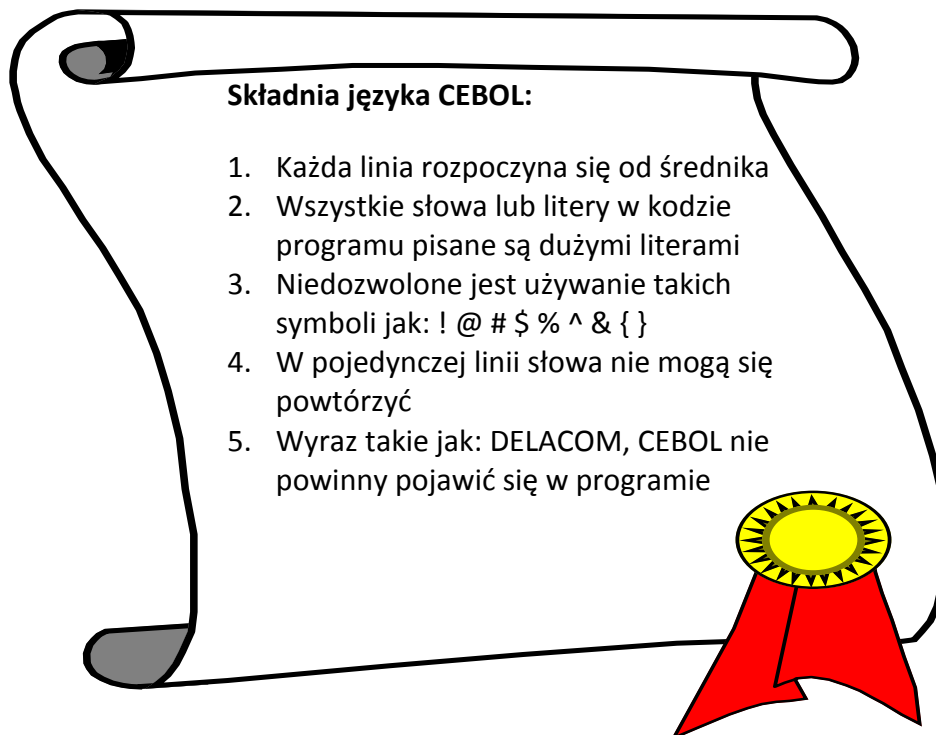 Składnia języka CEBOL:
1. Każda linia rozpoczyna się od średnika
2. Wszystkie słowa lub litery w kodzie
programu pisane są dużymi literami
3. Niedozwolone jest używanie takich
symboli jak: ! @ # $ % ^ & { }
4. W pojedynczej linii słowa nie mogą się
powtórzyć
5. Wyraz takie jak: DELACOM, CEBOL nie
powinny pojawić się w programie